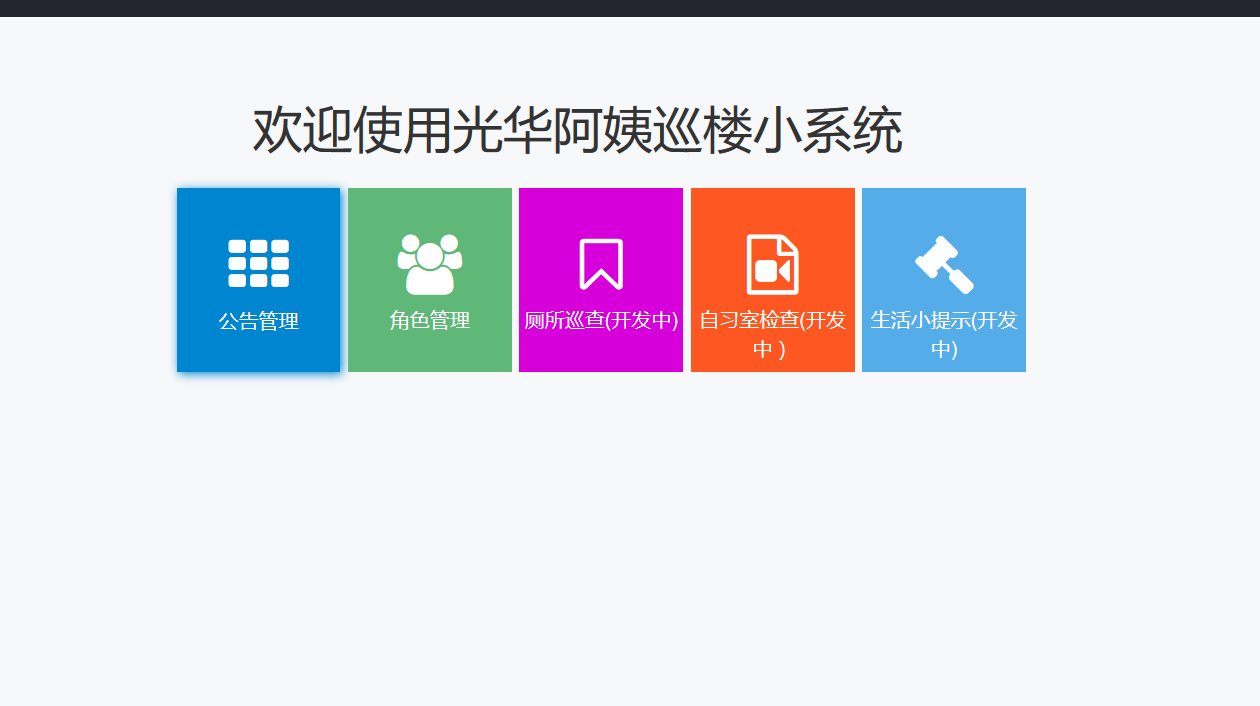 欢迎使用光华阿姨巡楼小系统
公告管理
角色管理
厕所巡查(开发中)
自习室检查(开发
中 )
生活小提示(开发
中)